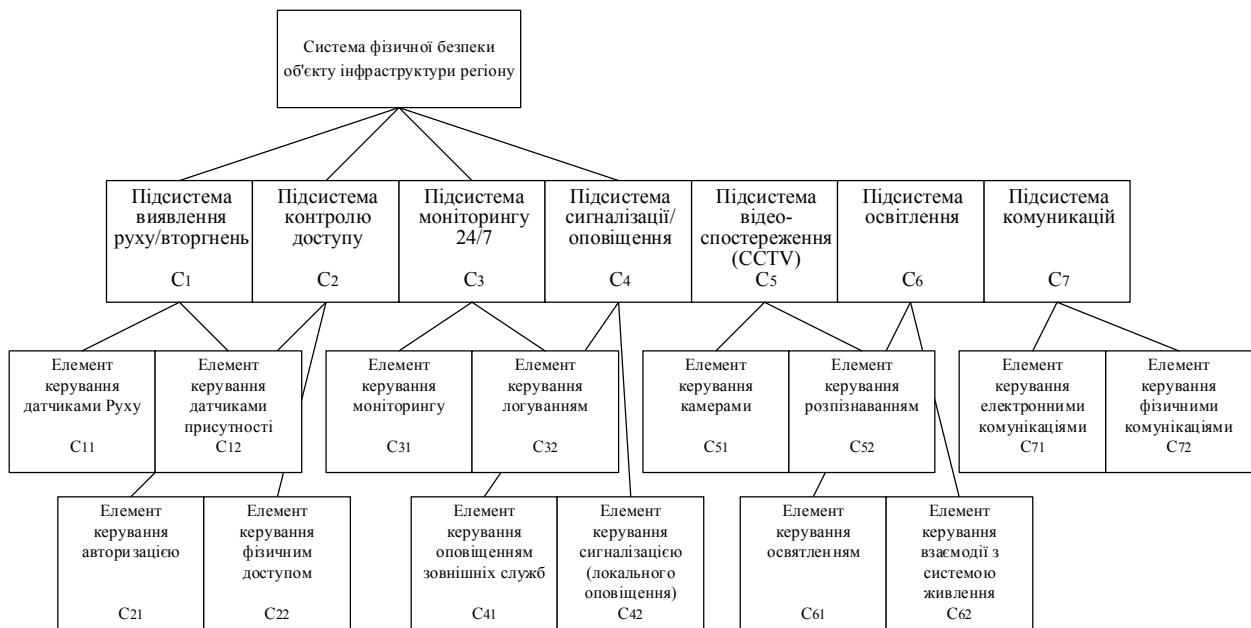 Система фізичної безпеки
об'єкту інфраструктури регіону
Підсистема
виявлення
руху/вторгнень
C1
Підсистема
контролю
доступу
C2
Підсистема
моніторингу
24/7
C3
Підсистема
сигналізації/
оповіщення
C4
Підсистема
відео-
спостереження
(CCTV)
C5
Підсистема
освітлення
C6
Підсистема
комуникацій
C7
Елемент
керування
датчиками Руху
C11
Елемент
керування
датчиками
присутності
C12
Елемент
керування
моніторингу
C31
Елемент
керування
логуванням
C32
Елемент
керування
камерами
C51
Елемент
керування
розпізнаванням
C52
Елемент
керування
електронними
комунікаціями
C71
Елемент
керування
фізичними
комунікаціями
C72
Елемент
керування
авторизацією
C21
Елемент
керування
фізичним
доступом
C22
Елемент
керування
оповіщенням
зовнішніх служб
C41
Елемент
керування
сигналізацією
(локального
оповіщення)
C42
Елемент
керування
освятленням
C61
Елемент
керування
взаємодії з
системою
живлення
C62